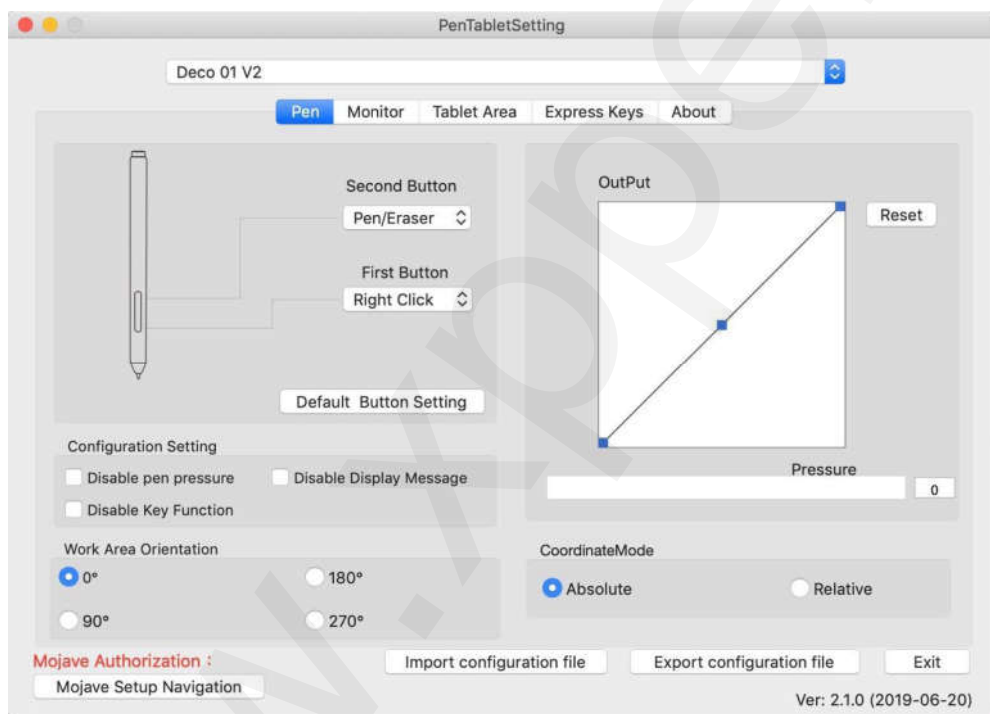 PenTabletSetting
Deco 01 V2
Pen Monitor Tablet Area Express Keys About
Second Button
Pen/Eraser
First Button
Right Click
Default Button Setting
OutPut
Reset
Pressure
0
Configuration Setting
Disable pen pressure Disable Display Message
Disable Key Function
Work Area Orientation
0° 180°
90° 270°
CoordinateMode
Absolute Relative
Mojave Authorization :
Mojave Setup Navigation
Import configuration file Export configuration file Exit
Ver: 2.1.0 (2019-06-20)